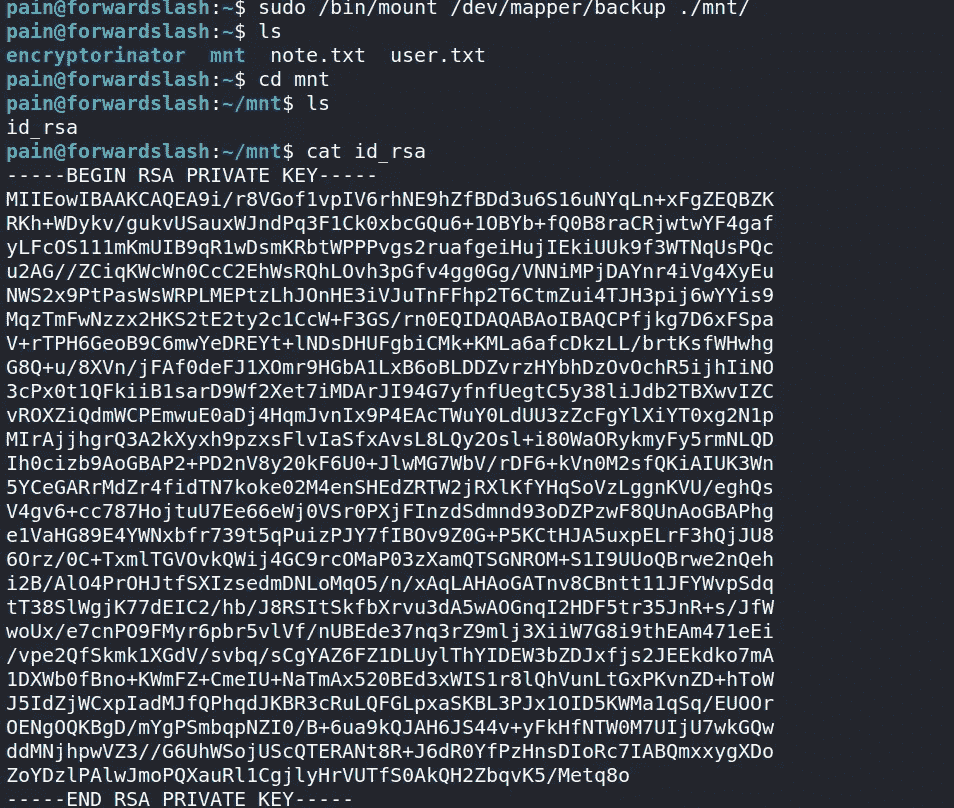 pain@forwardslash:~$ sudo /bin/mount /dev/mapper/backup ./mnt/
pain@forwardslash:~$ ls
encryptorinator mnt note.txt user.txt
pain@forwardslash:~$ cd mnt
pain@forwardslash:~/mnt$ ls
id_rsa
pain@forwardslash:~/mnt$ cat id_rsa
-----BEGIN RSA PRIVATE KEY-----
MIIEowIBAAKCAQEA9i/r8VGof1vpIV6rhNE9hZfBDd3u6S16uNYqLn+xFgZEQBZK
RKh+WDykv/gukvUSauxWJndPq3F1Ck0xbcGQu6+1OBYb+fQ0B8raCRjwtwYF4gaf
yLFcOS111mKmUIB9qR1wDsmKRbtWPPPvgs2ruafgeiHujIEkiUUk9f3WTNqUsPQc
u2AG//ZCiqKWcWn0CcC2EhWsRQhLOvh3pGfv4gg0Gg/VNNiMPjDAYnr4iVg4XyEu
NWS2x9PtPasWsWRPLMEPtzLhJOnHE3iVJuTnFFhp2T6CtmZui4TJH3pij6wYYis9
MqzTmFwNzzx2HKS2tE2ty2c1CcW+F3GS/rn0EQIDAQABAoIBAQCPfjkg7D6xFSpa
V+rTPH6GeoB9C6mwYeDREYt+lNDsDHUFgbiCMk+KMLa6afcDkzLL/brtKsfWHwhg
G8Q+u/8XVn/jFAf0deFJ1XOmr9HGbA1LxB6oBLDDZvrzHYbhDzOvOchR5ijhIiNO
3cPx0t1QFkiiB1sarD9Wf2Xet7iMDArJI94G7yfnfUegtC5y38liJdb2TBXwvIZC
vROXZiQdmWCPEmwuE0aDj4HqmJvnIx9P4EAcTWuY0LdUU3zZcFgYlXiYT0xg2N1p
MIrAjjhgrQ3A2kXyxh9pzxsFlvIaSfxAvsL8LQy2Osl+i80WaORykmyFy5rmNLQD
Ih0cizb9AoGBAP2+PD2nV8y20kF6U0+JlwMG7WbV/rDF6+kVn0M2sfQKiAIUK3Wn
5YCeGARrMdZr4fidTN7koke02M4enSHEdZRTW2jRXlKfYHqSoVzLggnKVU/eghQs
V4gv6+cc787HojtuU7Ee66eWj0VSr0PXjFInzdSdmnd93oDZPzwF8QUnAoGBAPhg
e1VaHG89E4YWNxbfr739t5qPuizPJY7fIBOv9Z0G+P5KCtHJA5uxpELrF3hQjJU8
6Orz/0C+TxmlTGVOvkQWij4GC9rcOMaP03zXamQTSGNROM+S1I9UUoQBrwe2nQeh
i2B/AlO4PrOHJtfSXIzsedmDNLoMqO5/n/xAqLAHAoGATnv8CBntt11JFYWvpSdq
tT38SlWgjK77dEIC2/hb/J8RSItSkfbXrvu3dA5wAOGnqI2HDF5tr35JnR+s/JfW
woUx/e7cnPO9FMyr6pbr5vlVf/nUBEde37nq3rZ9mlj3XiiW7G8i9thEAm471eEi
/vpe2QfSkmk1XGdV/svbq/sCgYAZ6FZ1DLUylThYIDEW3bZDJxfjs2JEEkdko7mA
1DXWb0fBno+KWmFZ+CmeIU+NaTmAx520BEd3xWIS1r8lQhVunLtGxPKvnZD+hToW
J5IdZjWCxpIadMJfQPhqdJKBR3cRuLQFGLpxaSKBL3PJx1OID5KWMa1qSq/EUOOr
OENgOQKBgD/mYgPSmbqpNZI0/B+6ua9kQJAH6JS44v+yFkHfNTW0M7UIjU7wkGQw
ddMNjhpwVZ3//G6UhWSojUScQTERANt8R+J6dR0YfPzHnsDIoRc7IABQmxxygXDo
ZoYDzlPAlwJmoPQXauRl1CgjlyHrVUTfS0AkQH2ZbqvK5/Metq8o
-----END RSA PRIVATE KEY-----